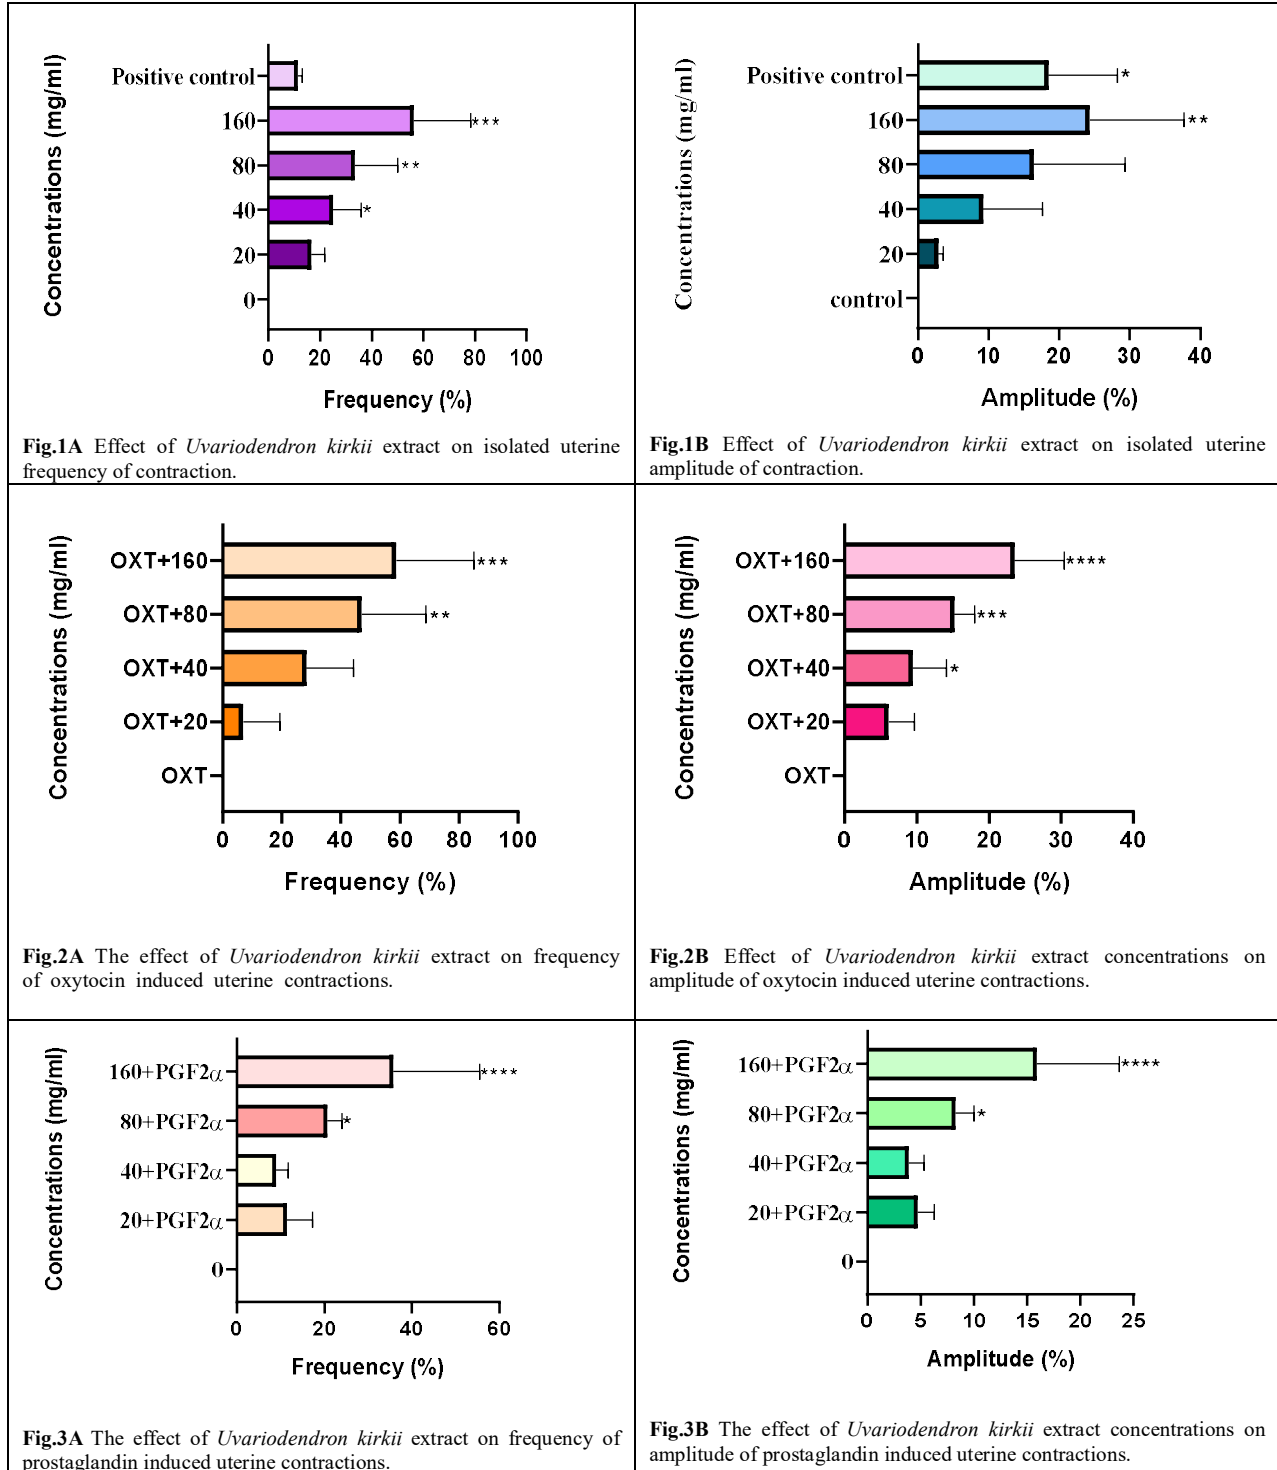 Concentrations (mg/ml)
Positive control
***
160
**
80
*
40
20
0
0 20 40 60 80 100
Frequency (%)
Fig.1A Effect of Uvariodendron kirkii extract on isolated uterine
frequency of contraction.
Concentrations (mg/ml)
Positive control
*
160
**
80
40
20
control
0 10 20 30 40
Amplitude (%)
Fig.1B Effect of Uvariodendron kirkii extract on isolated uterine
amplitude of contraction.
Concentrations (mg/ml)
OXT+160
***
OXT+80
**
OXT+40
OXT+20
OXT
0 20 40 60 80 100
Frequency (%)
Fig.2A The effect of Uvariodendron kirkii extract on frequency
of oxytocin induced uterine contractions.
Concentrations (mg/ml)
OXT+160
****
OXT+80
***
OXT+40
*
OXT+20
OXT
0 10 20 30 40
Amplitude (%)
Fig.2B Effect of Uvariodendron kirkii extract concentrations on
amplitude of oxytocin induced uterine contractions.
Concentrations (mg/ml)
160+PGF2α
****
80+PGF2α
*
40+PGF2α
20+PGF2α
0
0 20 40 60
Frequency (%)
Fig.3A The effect of Uvariodendron kirkii extract on frequency of
prostaglandin induced uterine contractions.
Concentrations (mg/ml)
160+PGF2α
****
80+PGF2α
*
40+PGF2α
20+PGF2α
0
0 5 10 15 20 25
Amplitude (%)
Fig.3B The effect of Uvariodendron kirkii extract concentrations on
amplitude of prostaglandin induced uterine contractions.